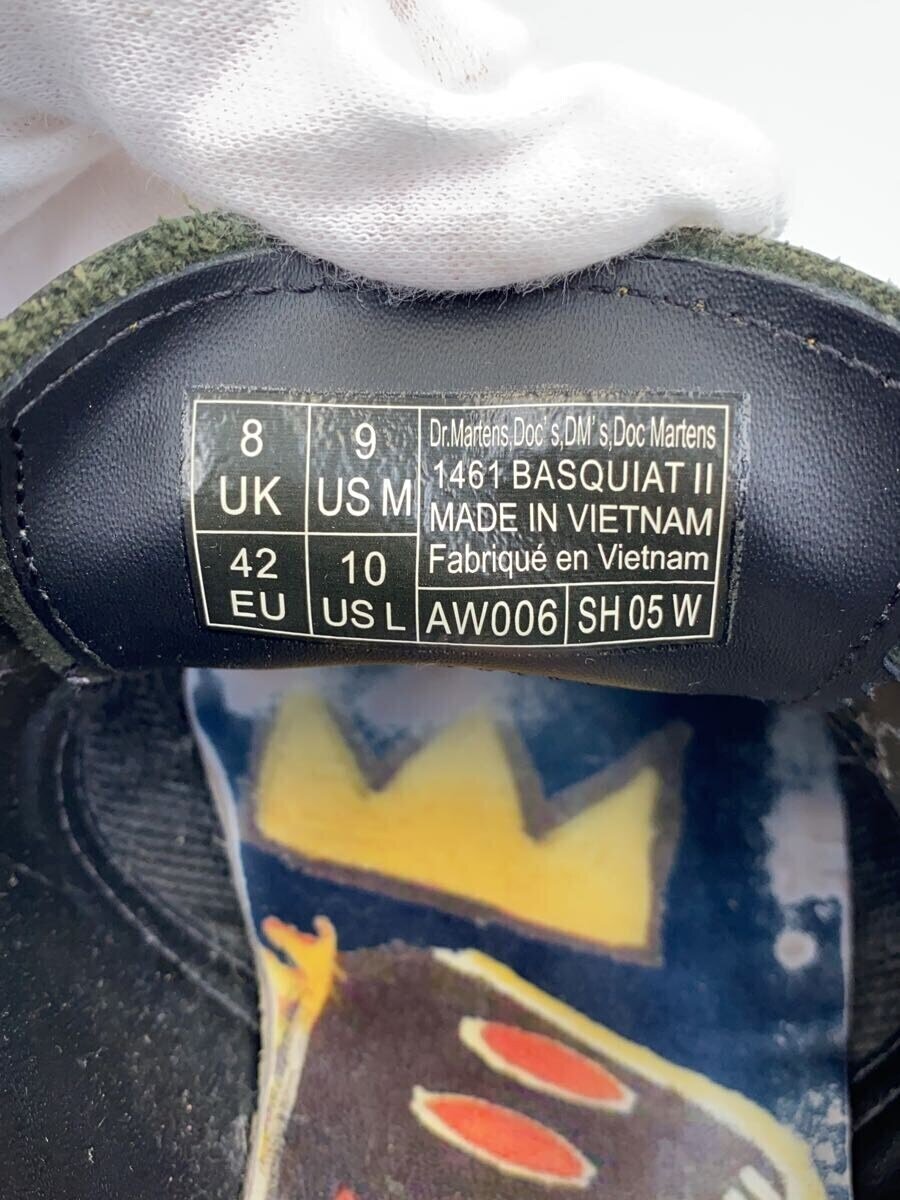 8
UK
9
US M
42
EU
10
US L
Dr.Martens.Doc's,DM's,Doc Martens
1461 BASQUIAT II
MADE IN VIETNAM
Fabriqué en Vietnam
AW006
SH 05 W